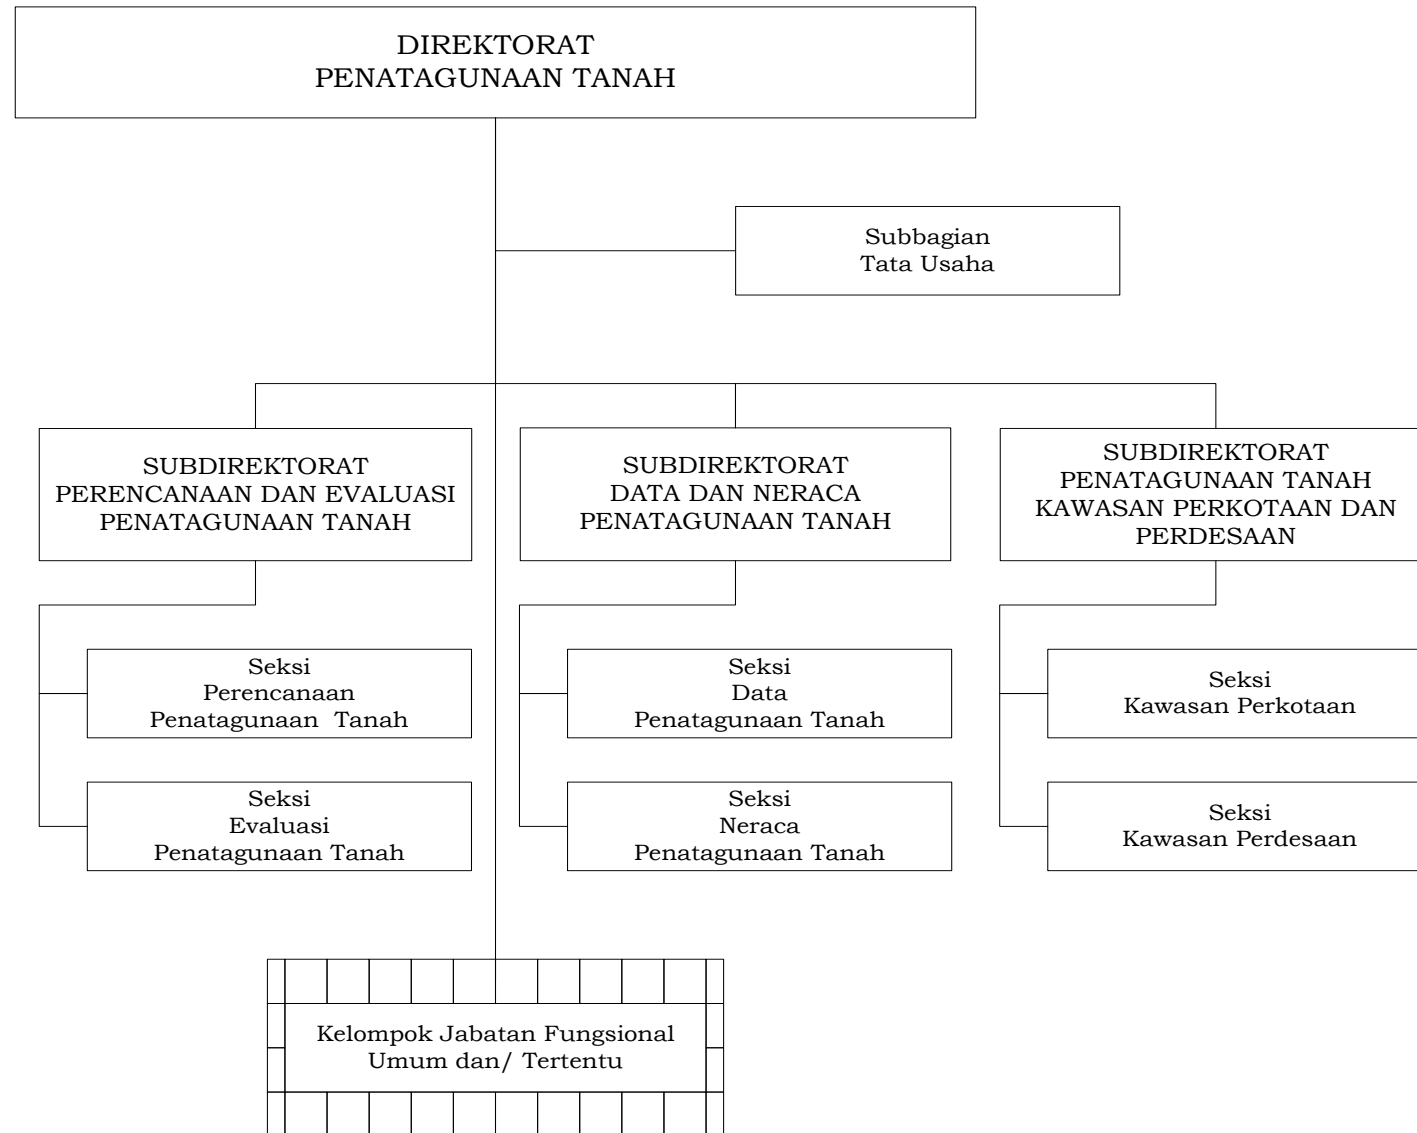 DIREKTORAT
PENATAGUNAAN TANAH
Subbagian
Tata Usaha
SUBDIREKTORAT
PERENCANAAN DAN EVALUASI
PENATAGUNAAN TANAH
SUBDIREKTORAT
DATA DAN NERACA
PENATAGUNAAN TANAH
SUBDIREKTORAT
PENATAGUNAAN TANAH
KAWASAN PERKOTAAN DAN
PERDESAAN
Seksi
Perencanaan
Penatagunaan  Tanah
Seksi
Data
Penatagunaan Tanah
Seksi
Kawasan Perkotaan
Seksi
Evaluasi
Penatagunaan Tanah
Seksi
Neraca
Penatagunaan Tanah
Seksi
Kawasan Perdesaan
Kelompok Jabatan Fungsional
Umum dan/ Tertentu